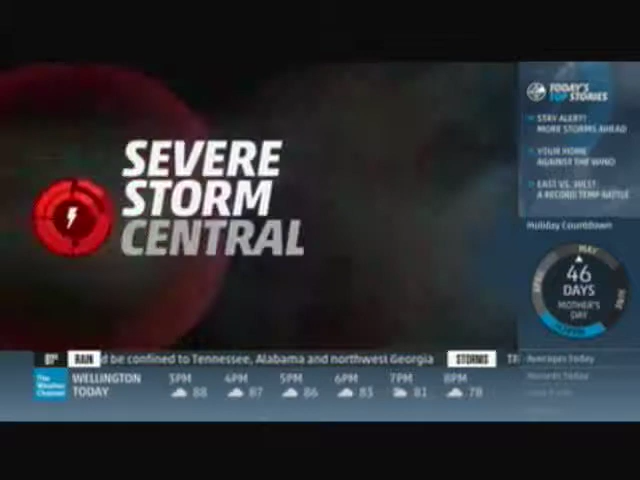 SEVERE
STORM
CENTRAL
TODAY'S
TOP STORIES
STAY ALERT!
MORE STORMS AHEAD
YOUR HOME
AGAINST THE WIND
EAST VS. WEST
A RECORD TEMP BATTLE
Holiday Countdown
MAY
46
DAYS
MOTHER'S
DAY
81° RAIN d be confined to Tennessee, Alabama and northwest Georgia STORMS
The Weather Channel
WELLINGTON 3PM 4PM 5PM 6PM 7PM 8PM
TODAY 88 87 86 83 81 78
Averages Today
Records Today